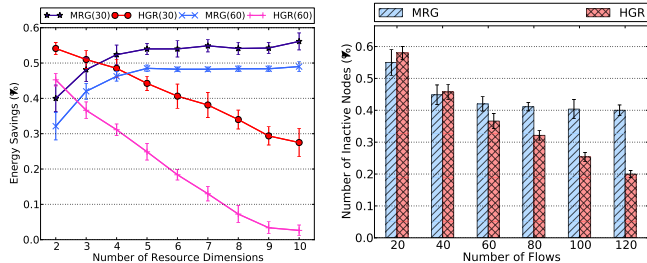 MRG(30) HGR(30) MRG(60) HGR(60)
0.6
0.5
0.4
0.3
0.2
0.1
0.0
Energy Savings (%)
2 3 4 5 6 7 8 9 10
Number of Resource Dimensions
MRG HGR
0.6
0.5
0.4
0.3
0.2
0.1
0.0
Number of Inactive Nodes (%)
20 40 60 80 100 120
Number of Flows